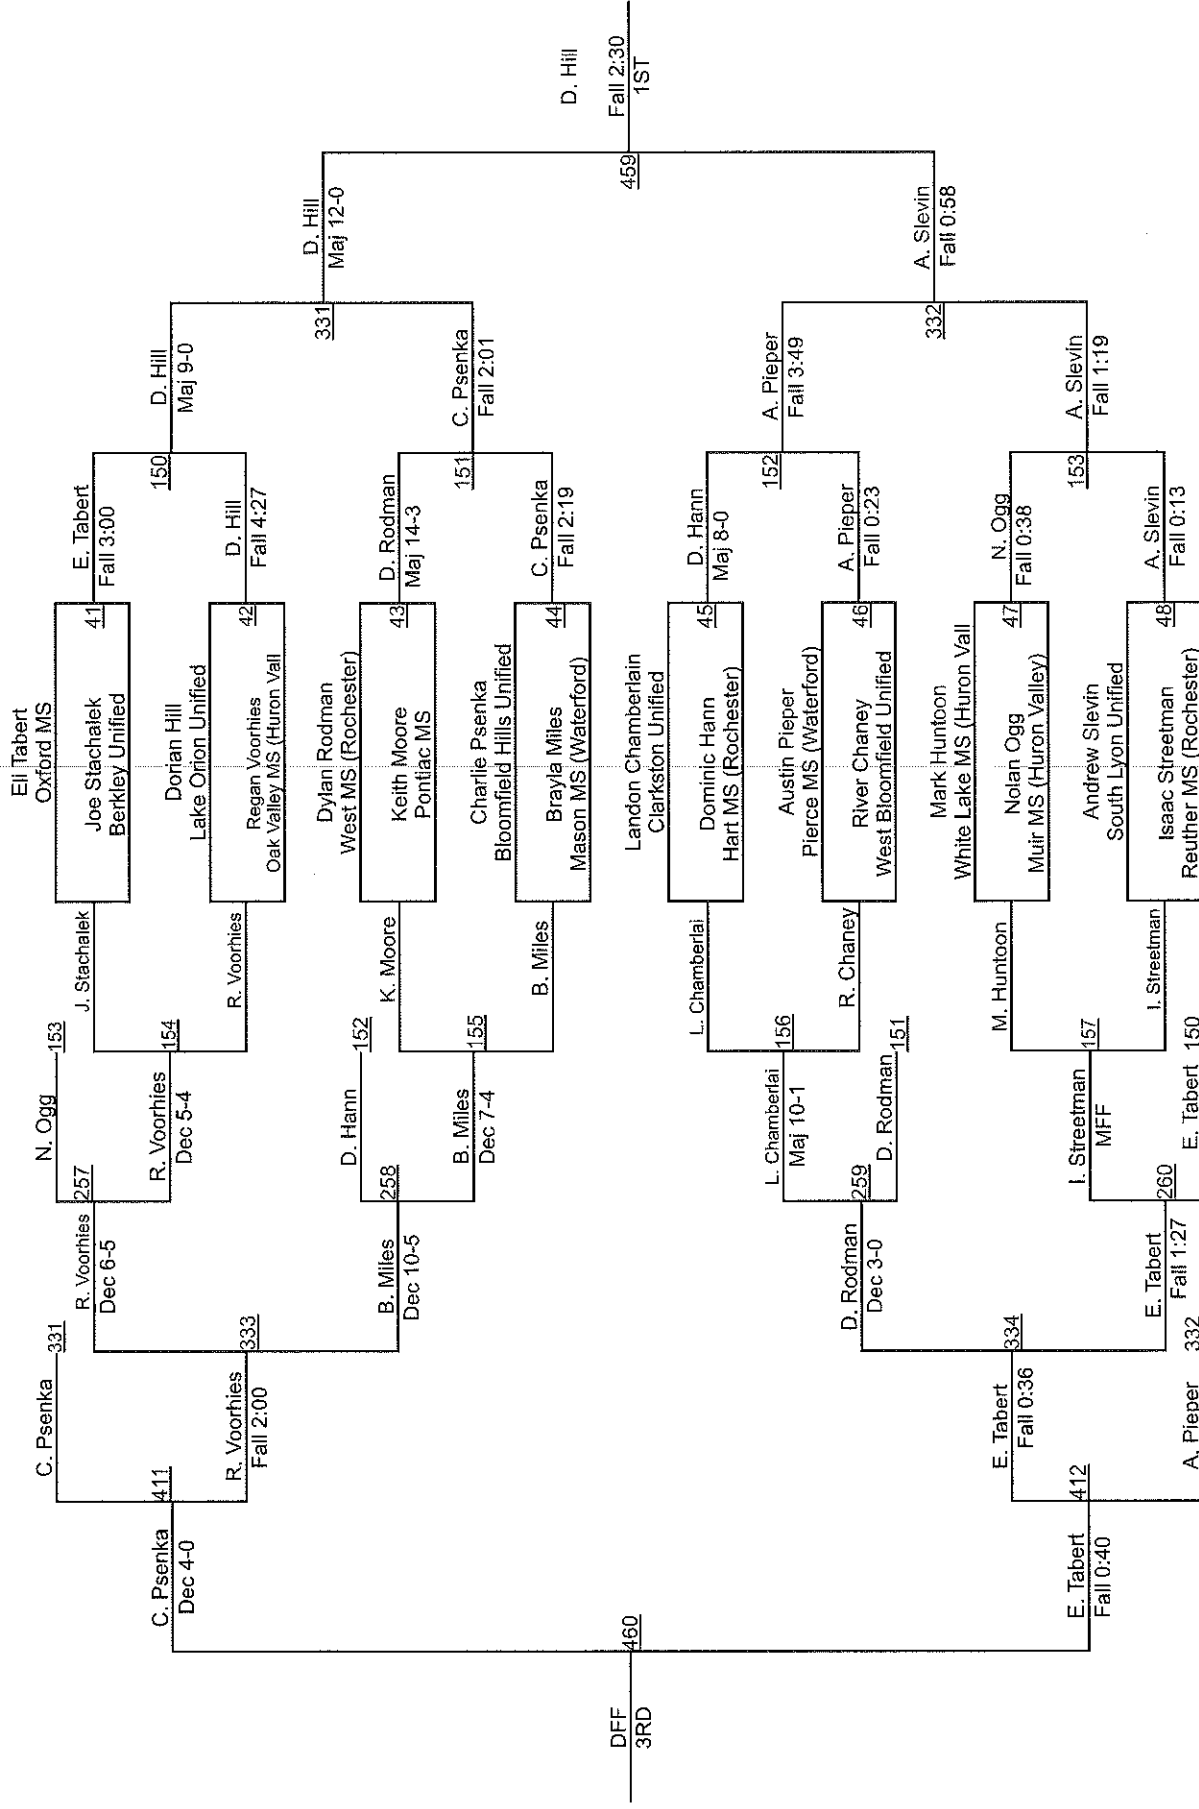 Eli Tabert
Oxford MS
Joe Stachalek
Berkley Unified
41
Dorian Hill
Lake Orion Unified
Regan Voorhies
Oak Valley MS (Huron Vall
42
Dylan Rodman
West MS (Rochester)
Keith Moore
Pontiac MS
43
Charlie Psenka
Bloomfield Hills Unified
Brayla Miles
Mason MS (Waterford)
44
Landon Chamberlain
Clarkston Unified
Dominic Hann
Hart MS (Rochester)
45
Austin Pieper
Pierce MS (Waterford)
River Chaney
West Bloomfield Unified
46
Mark Huntoon
White Lake MS (Huron Vall
Nolan Ogg
Muir MS (Huron Valley)
47
Andrew Slevin
South Lyon Unified
Isaac Streetman
Reuther MS (Rochester)
48
E. Tabert
Fall 3:00
150
D. Hill
Fall 4:27
D. Rodman
Maj 14-3
151
C. Psenka
Fall 2:19
D. Hann
Maj 8-0
152
A. Pieper
Fall 0:23
N. Ogg
Fall 0:38
153
A. Slevin
Fall 0:13
D. Hill
Maj 9-0
331
C. Psenka
Fall 2:01
A. Pieper
Fall 3:49
332
A. Slevin
Fall 1:19
D. Hill
Maj 12-0
459
A. Slevin
Fall 0:58
D. Hill
Fall 2:30
1ST
J. Stachalek
154
R. Voorhies
K. Moore
155
B. Miles
L. Chamberlai
156
R. Chaney
M. Huntoon
157
I. Streetman
N. Ogg
153
257
R. Voorhies
Dec 5-4
D. Hann
152
258
B. Miles
Dec 7-4
L. Chamberlai
Maj 10-1
259
D. Rodman
151
I. Streetman
MFF
260
E. Tabert
150
R. Voorhies
Dec 6-5
333
B. Miles
Dec 10-5
D. Rodman
Dec 3-0
334
E. Tabert
Fall 1:27
C. Psenka
331
411
R. Voorhies
Fall 2:00
E. Tabert
Fall 0:36
412
A. Pieper
332
C. Psenka
Dec 4-0
460
E. Tabert
Fall 0:40
DFF
3RD